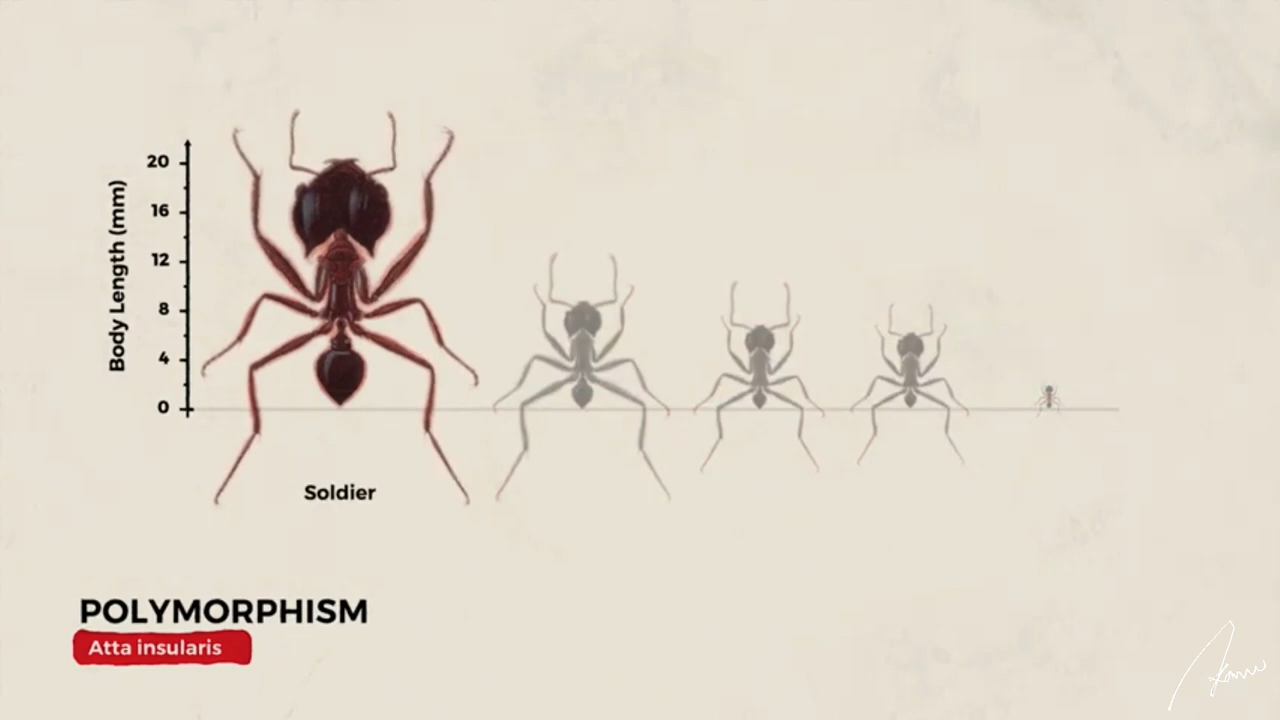 20
16
12
8
4
0
Body Length (mm)
Soldier
POLYMORPHISM
Atta insularis